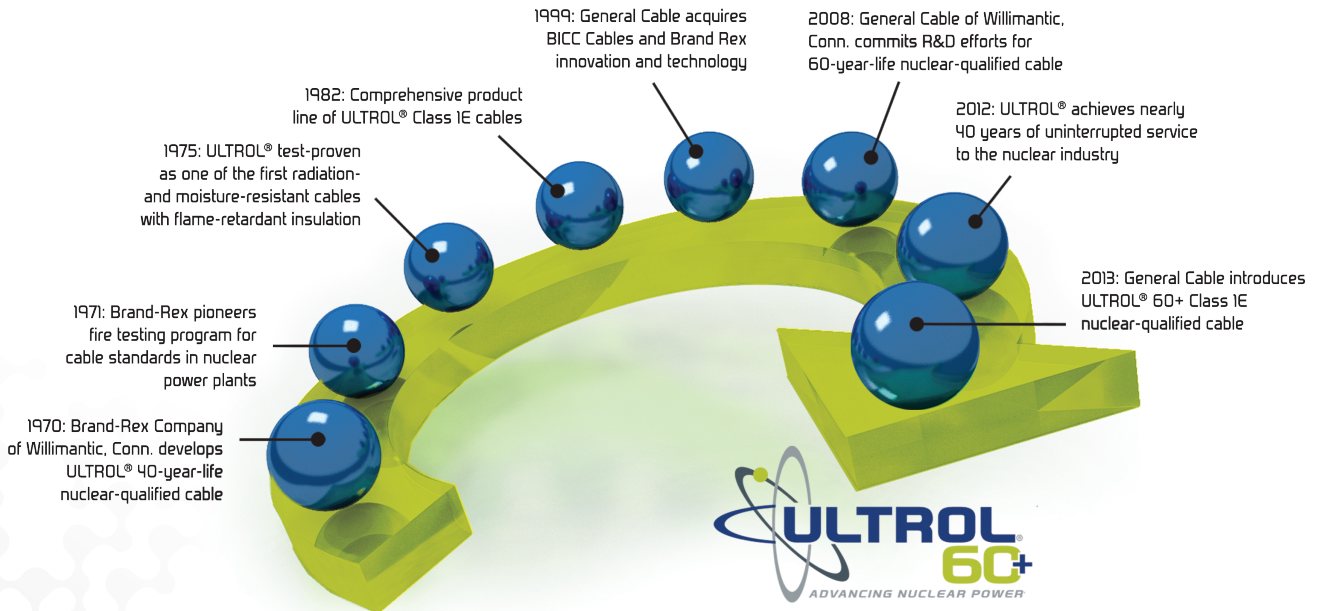 1970: Brand-Rex Company
of Willimantic, Conn. develops
ULTROL® 40-year-life
nuclear-qualified cable
1971: Brand-Rex pioneers
fire testing program for
cable standards in nuclear
power plants
1975: ULTROL® test-proven
as one of the first radiation-
and moisture-resistant cables
with flame-retardant insulation
1982: Comprehensive product
line of ULTROL® Class 1E cables
1999: General Cable acquires
BICC Cables and Brand Rex
innovation and technology
2008: General Cable of Willimantic,
Conn. commits R&D efforts for
60-year-life nuclear-qualified cable
2012: ULTROL® achieves nearly
40 years of uninterrupted service
to the nuclear industry
2013: General Cable introduces
ULTROL® 60+ Class 1E
nuclear-qualified cable
ULTROL®
60+
ADVANCING NUCLEAR POWER